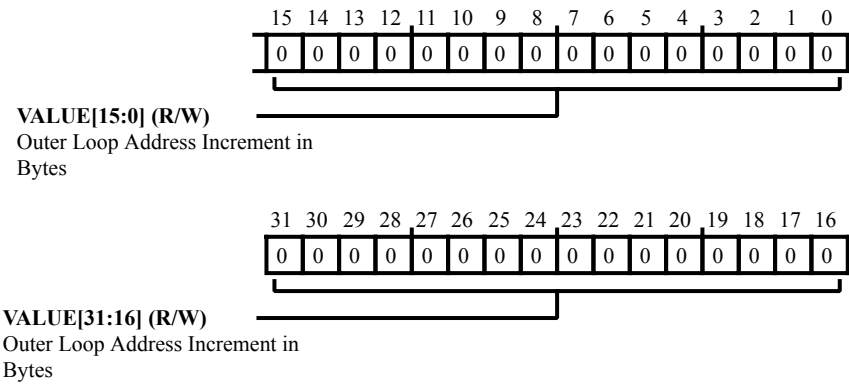 15 14 13 12 11 10 9 8 7 6 5 4 3 2 1 0
0 0 0 0 0 0 0 0 0 0 0 0 0 0 0 0
VALUE[15:0] (R/W)
Outer Loop Address Increment in
Bytes
31 30 29 28 27 26 25 24 23 22 21 20 19 18 17 16
0 0 0 0 0 0 0 0 0 0 0 0 0 0 0 0
VALUE[31:16] (R/W)
Outer Loop Address Increment in
Bytes